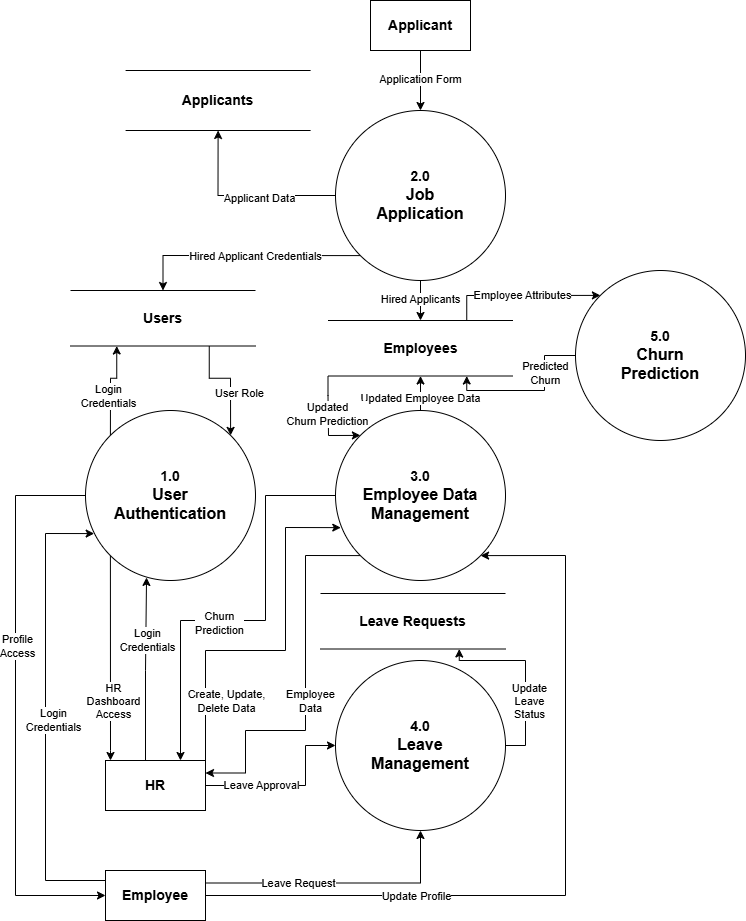 Applicant
Application Form
Applicants
2.0
Job
Application
Applicant Data
Hired Applicant Credentials
Hired Applicants
Employee Attributes
Users
Employees
5.0
Churn
Prediction
Predicted
Churn
Login
Credentials
User Role
Updated
Churn Prediction
Updated Employee Data
1.0
User
Authentication
3.0
Employee Data
Management
Leave Requests
Profile
Access
Login
Credentials
Churn
Prediction
HR
Dashboard
Access
Create, Update,
Delete Data
Employee
Data
Update
Leave
Status
Login
Credentials
4.0
Leave
Management
HR
Leave Approval
Employee
Leave Request
Update Profile